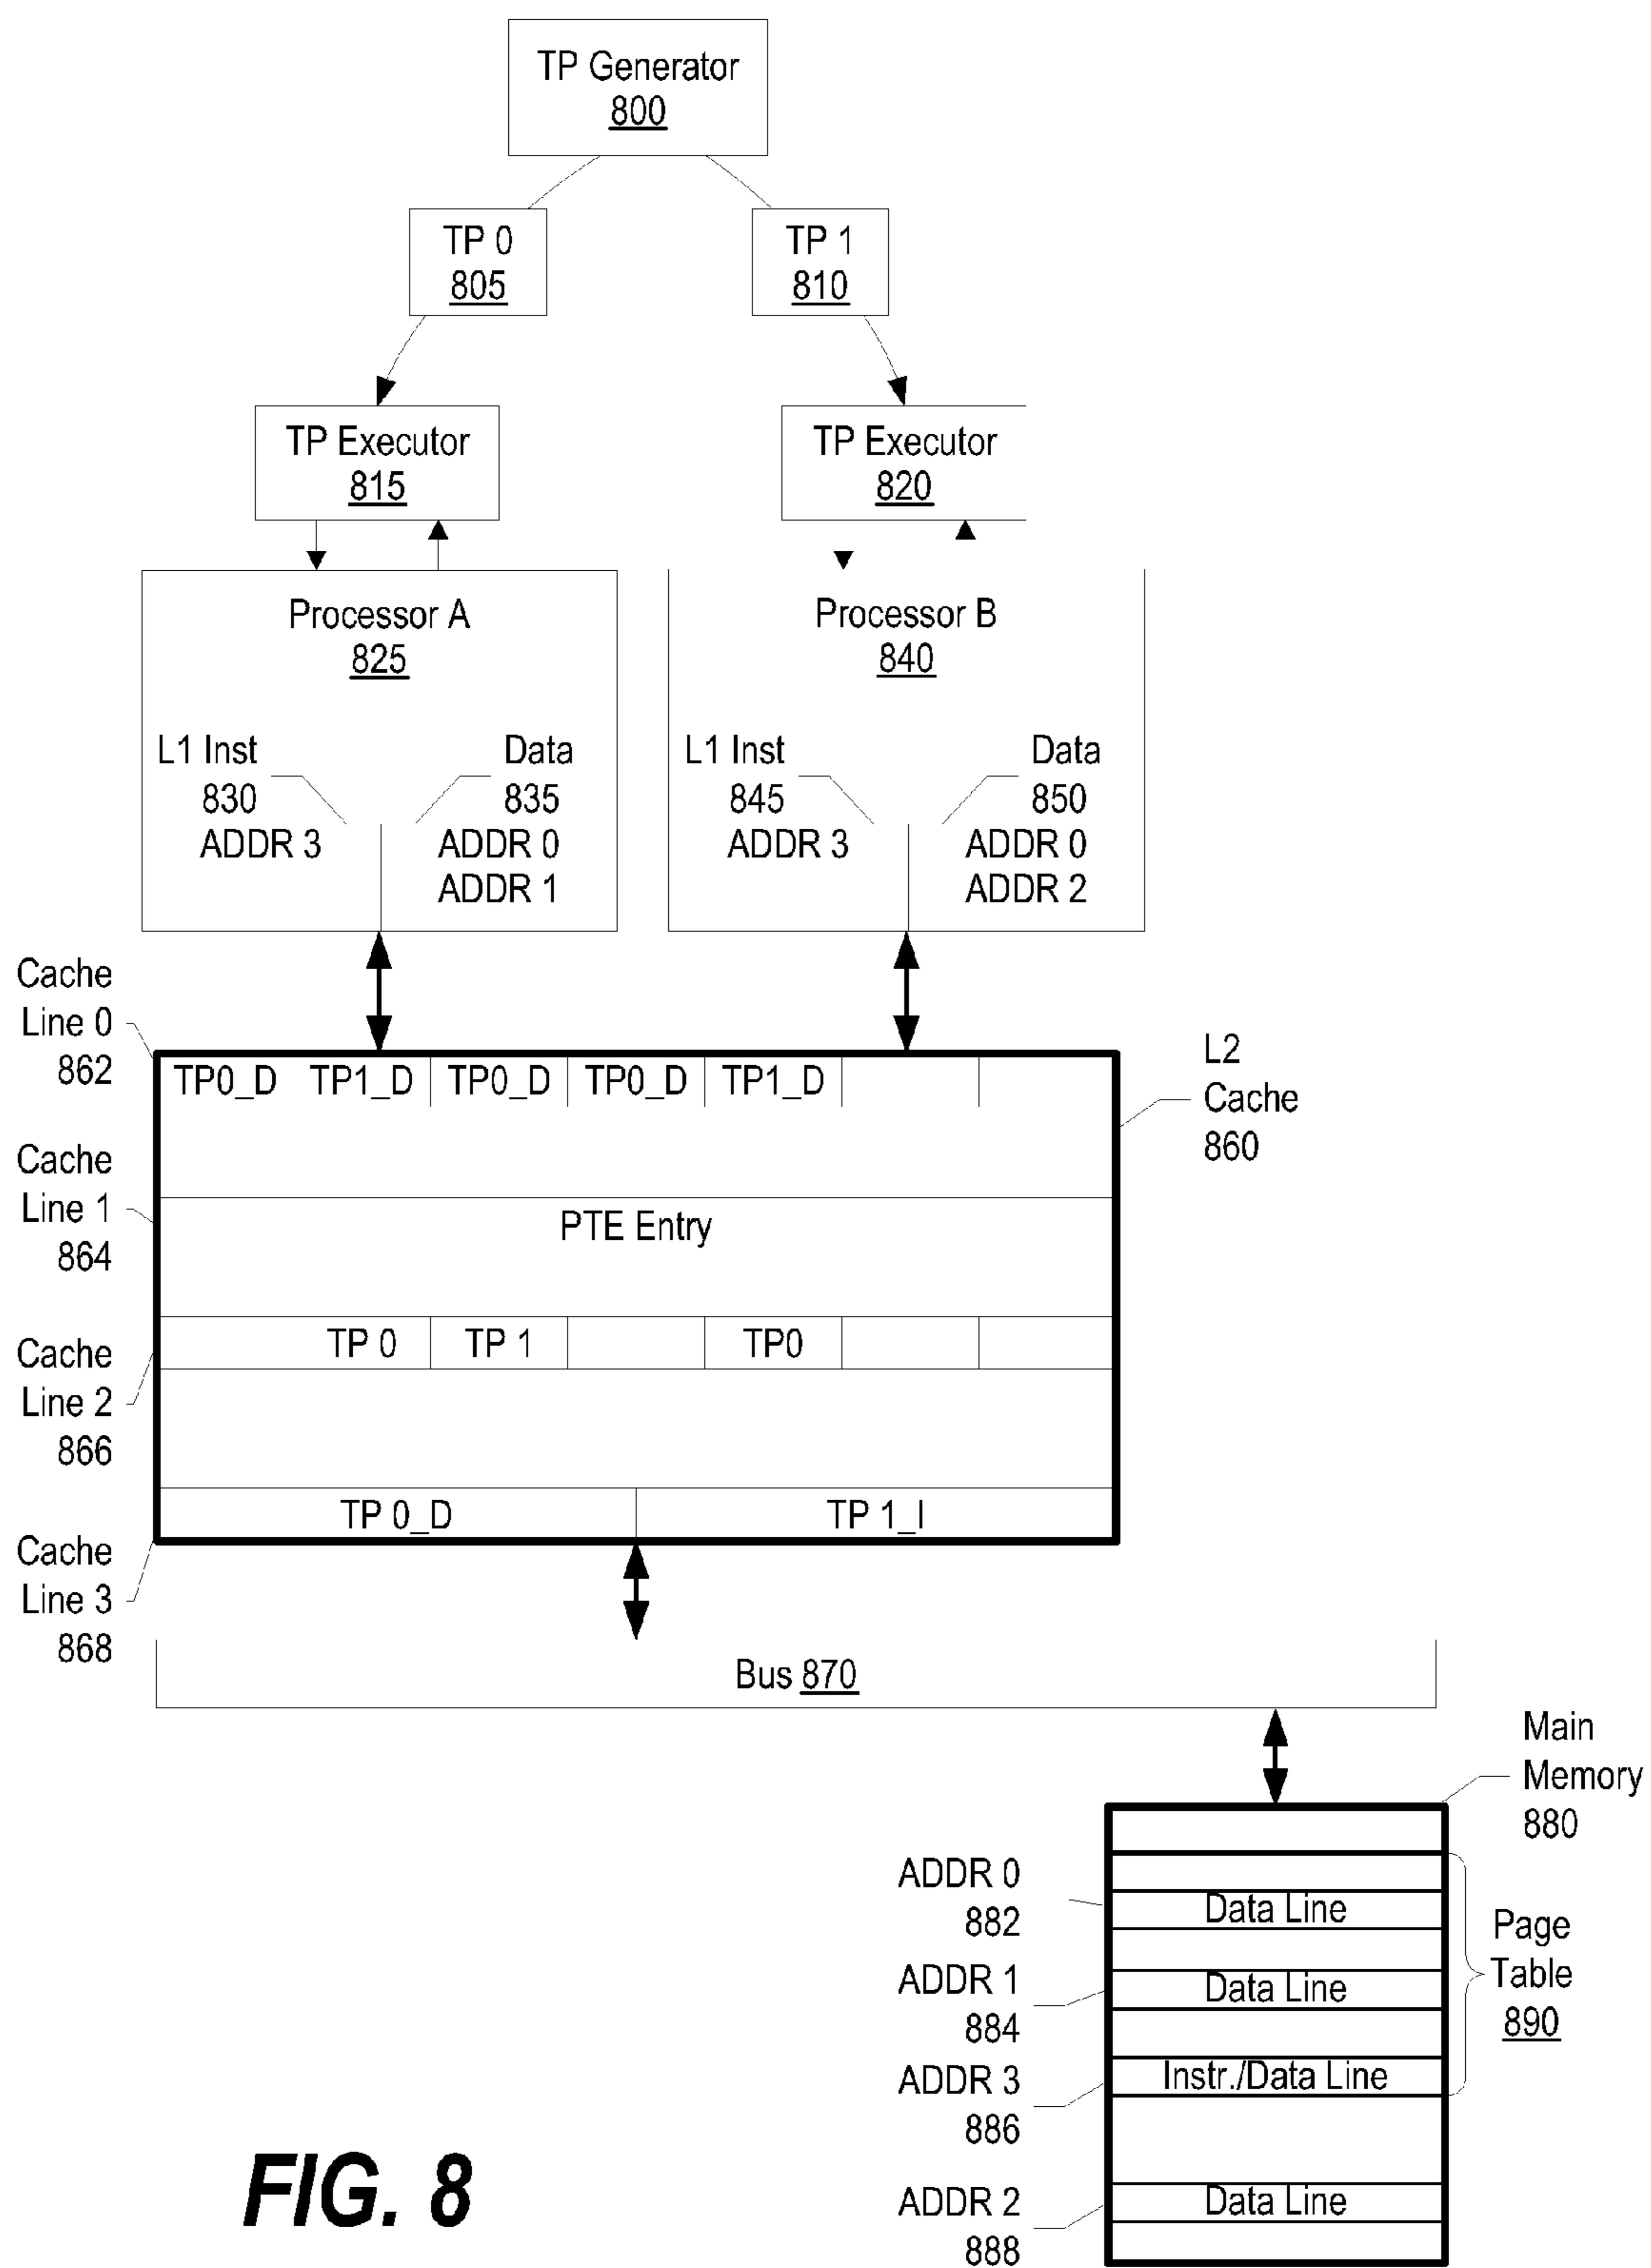 TP Generator
800
TP 0
805
TP 1
810
TP Executor
815
TP Executor
820
Processor A
825
Processor B
840
L1 Inst
830
ADDR 3
Data
835
ADDR 0
ADDR 1
L1 Inst
845
ADDR 3
Data
850
ADDR 0
ADDR 2
Cache
Line 0
862
TP0_D TP1_D TP0_D TP0_D TP1_D
L2
Cache
860
Cache
Line 1
864
PTE Entry
Cache
Line 2
866
TP 0 TP 1 TP0
Cache
Line 3
868
TP 0_D TP 1_I
Bus 870
Main
Memory
880
ADDR 0
882
Data Line
ADDR 1
884
Data Line
Page
Table
890
ADDR 3
886
Instr./Data Line
ADDR 2
888
Data Line
FIG. 8